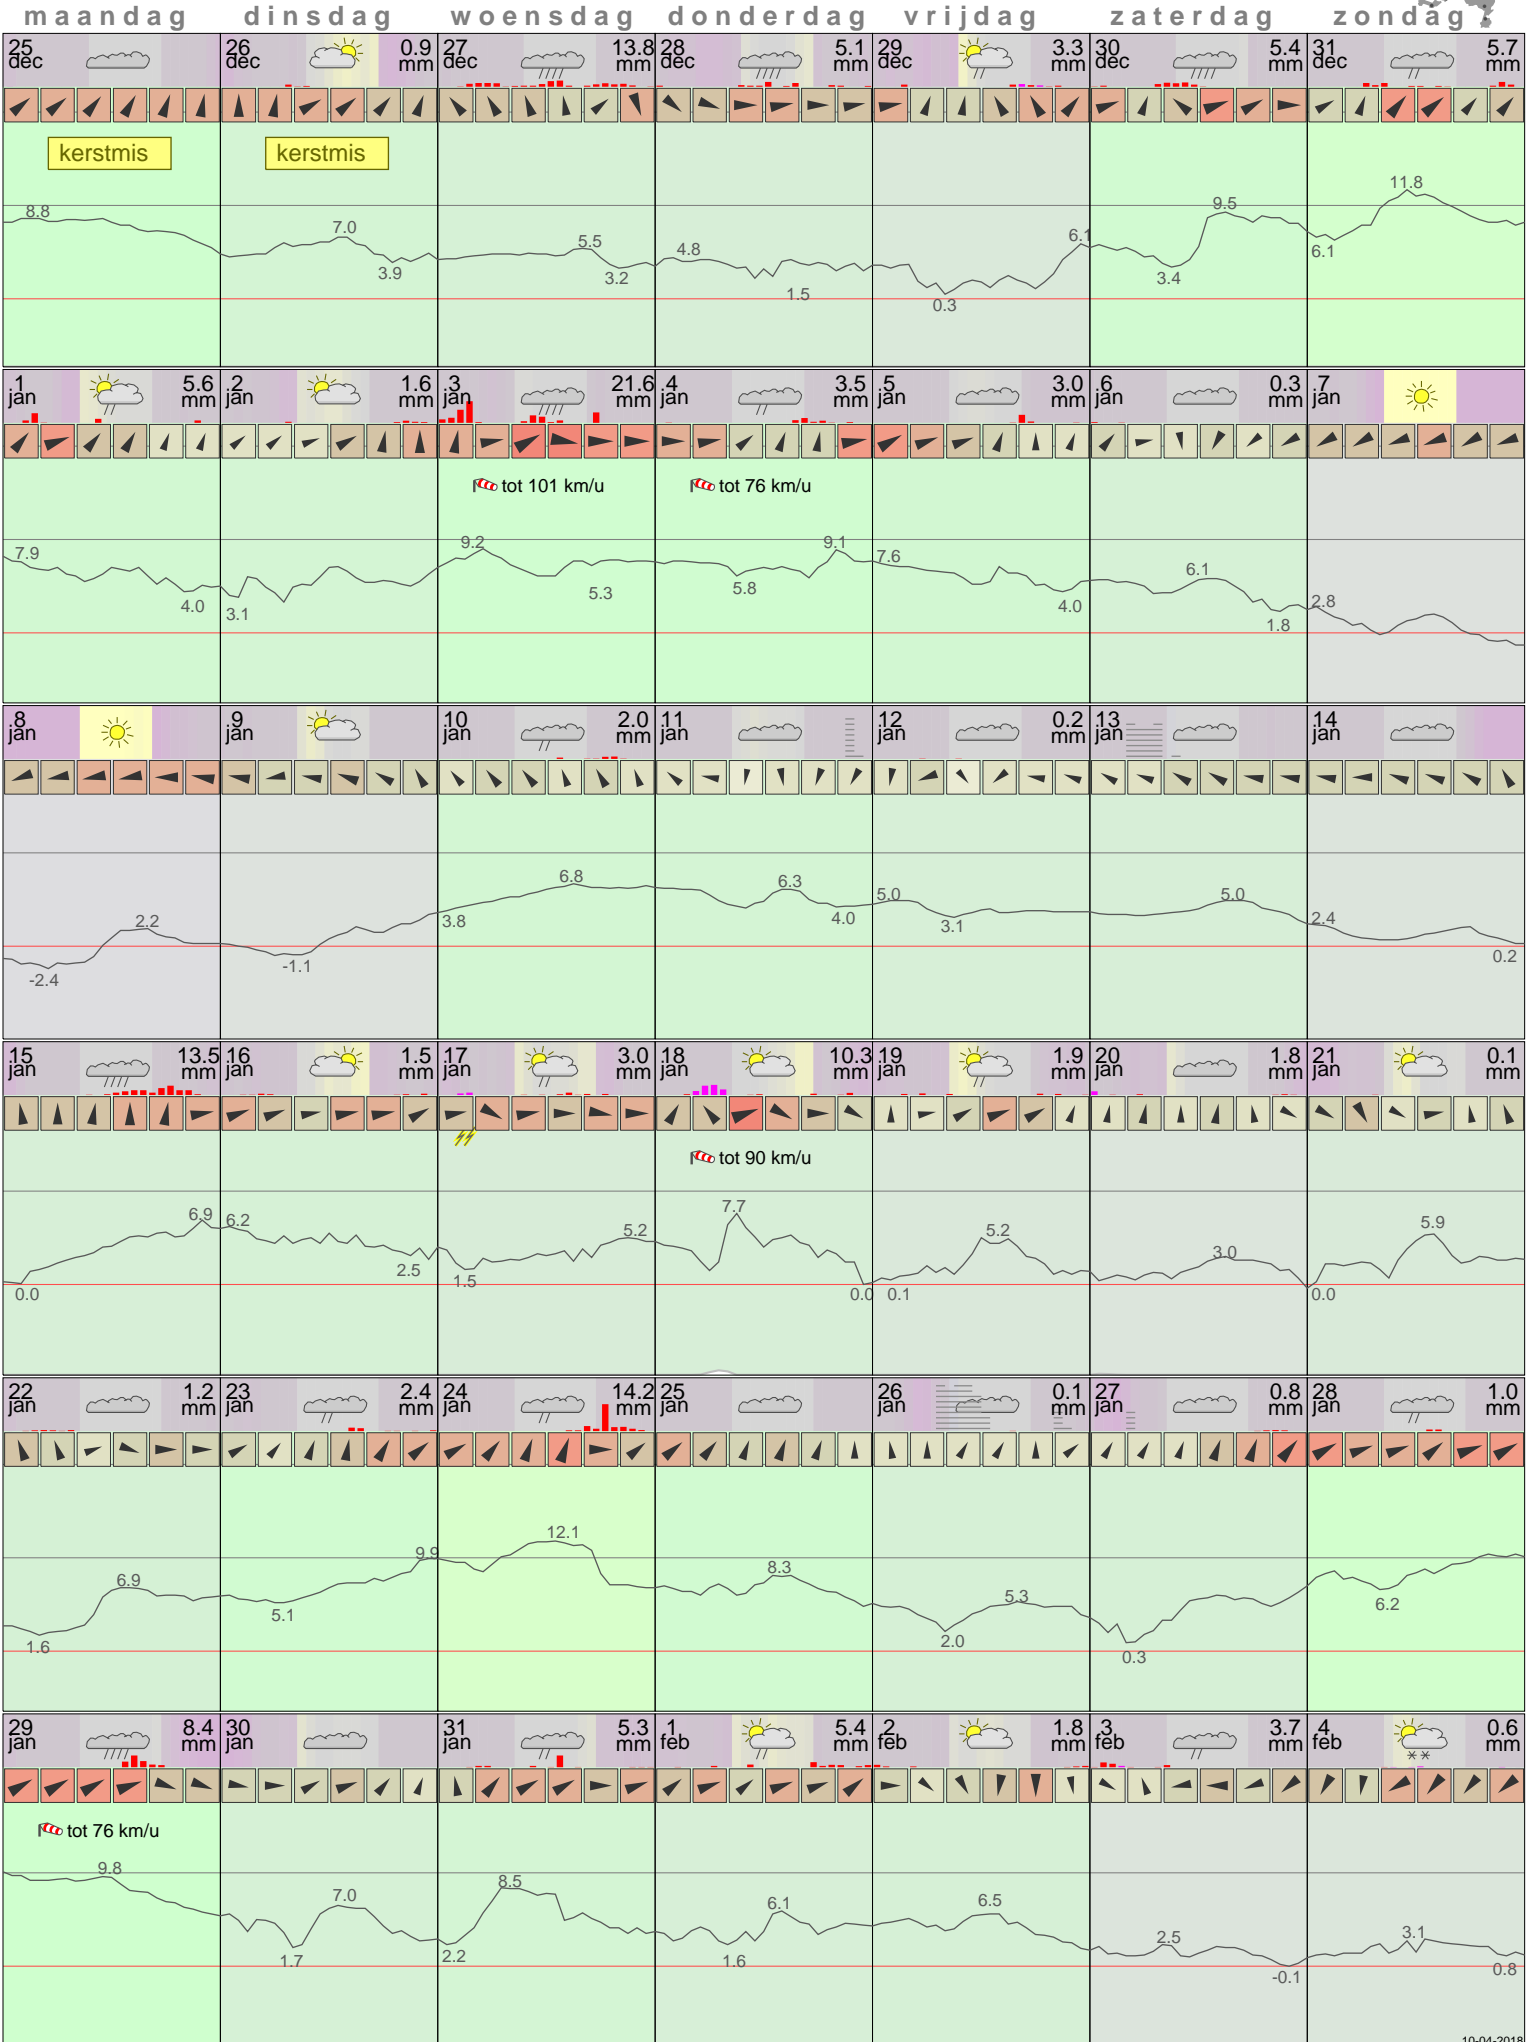 maandag dinsdag woensdag donderdag vrijdag zaterdag zondag
25 26 0.9 27 13.8 28 5.1 29 3.3 30 5.4 31 5.7
dec dec mm dec mm dec mm dec mm dec mm dec mm
kerstmis kerstmis
8.8 7.0 3.9 5.5 3.2 4.8 1.5 0.3 6.1 3.4 9.5 6.1 11.8
1 5.6 2 1.6 3 21.6 4 3.5 5 3.0 6 0.3 7
jan mm jan mm jan mm jan mm jan mm jan mm jan
tot 101 km/u tot 76 km/u
7.9 4.0 3.1 9.2 5.3 5.8 9.1 7.6 4.0 6.1 1.8 2.8
8 9 10 2.0 11 12 0.2 13 14
jan jan jan mm jan jan mm jan jan
-2.4 2.2 -1.1 3.8 6.8 6.3 4.0 5.0 3.1 5.0 2.4 0.2
15 13.5 16 1.5 17 3.0 18 10.3 19 1.9 20 1.8 21 0.1
jan mm jan mm jan mm jan mm jan mm jan mm jan mm
tot 90 km/u
0.0 6.9 6.2 2.5 1.5 5.2 7.7 0.0 0.1 5.2 3.0 0.0 5.9
22 1.2 23 2.4 24 14.2 25 26 0.1 27 0.8 28 1.0
jan mm jan mm jan mm jan jan mm jan mm jan mm
1.6 6.9 5.1 9.9 12.1 8.3 2.0 5.3 0.3 6.2
29 8.4 30 31 5.3 1 5.4 2 1.8 3 3.7 4 0.6
jan mm jan jan mm feb mm feb mm feb mm feb mm
tot 76 km/u
9.8 1.7 7.0 2.2 8.5 1.6 6.1 6.5 2.5 -0.1 3.1 0.8
10-04-2018